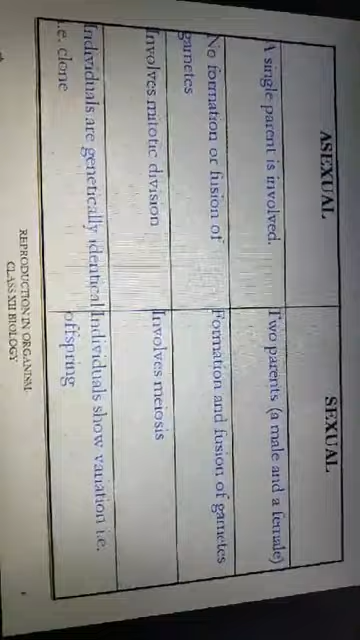 ASEXUAL SEXUAL
A single parent is involved. Two parents (a male and a female)
No formation or fusion of Formation and fusion of gametes
gametes
Involves mitotic division Involves meiosis
Individuals are genetically identical Individuals show variation i.e.
i.e. clone offspring
REPRODUCTION IN ORGANISM-
CLASS XII BIOLOGY